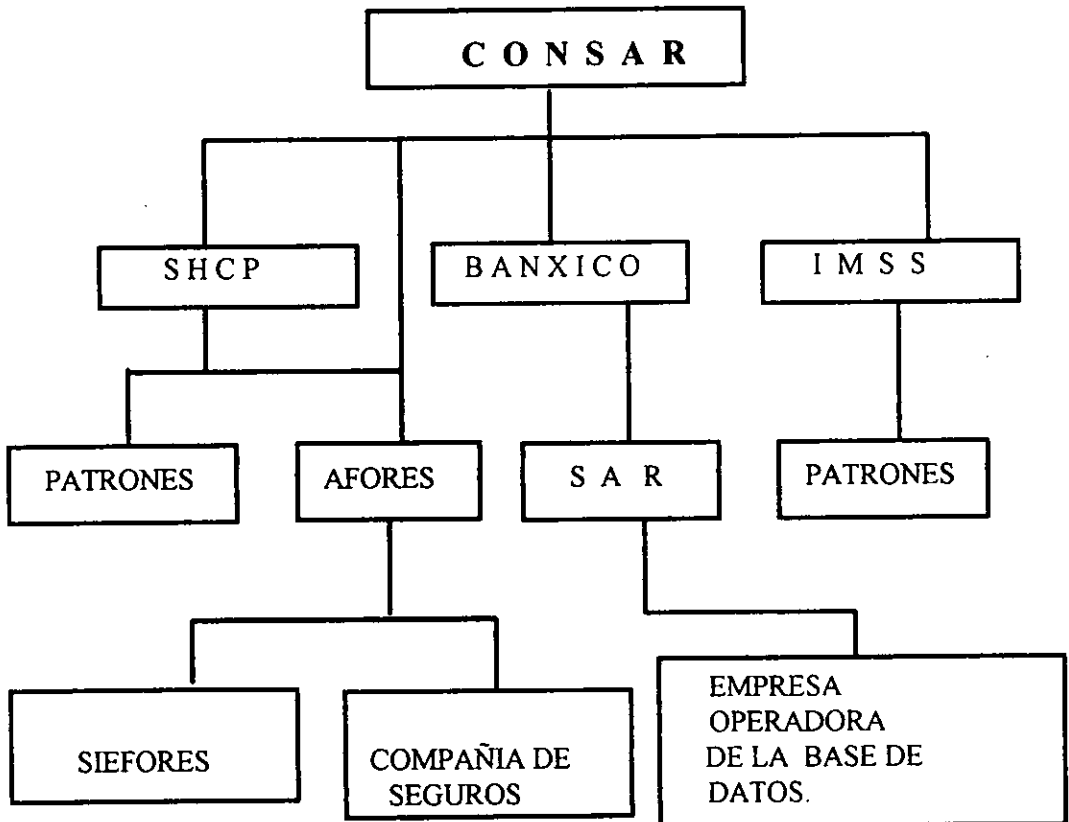 C O N S A R
S H C P
B A N X I C O
I M S S
PATRONES
AFORES
S A R
PATRONES
SIEFORES
COMPAÑIA DE
SEGUROS
EMPRESA
OPERADORA
DE LA BASE DE
DATOS.